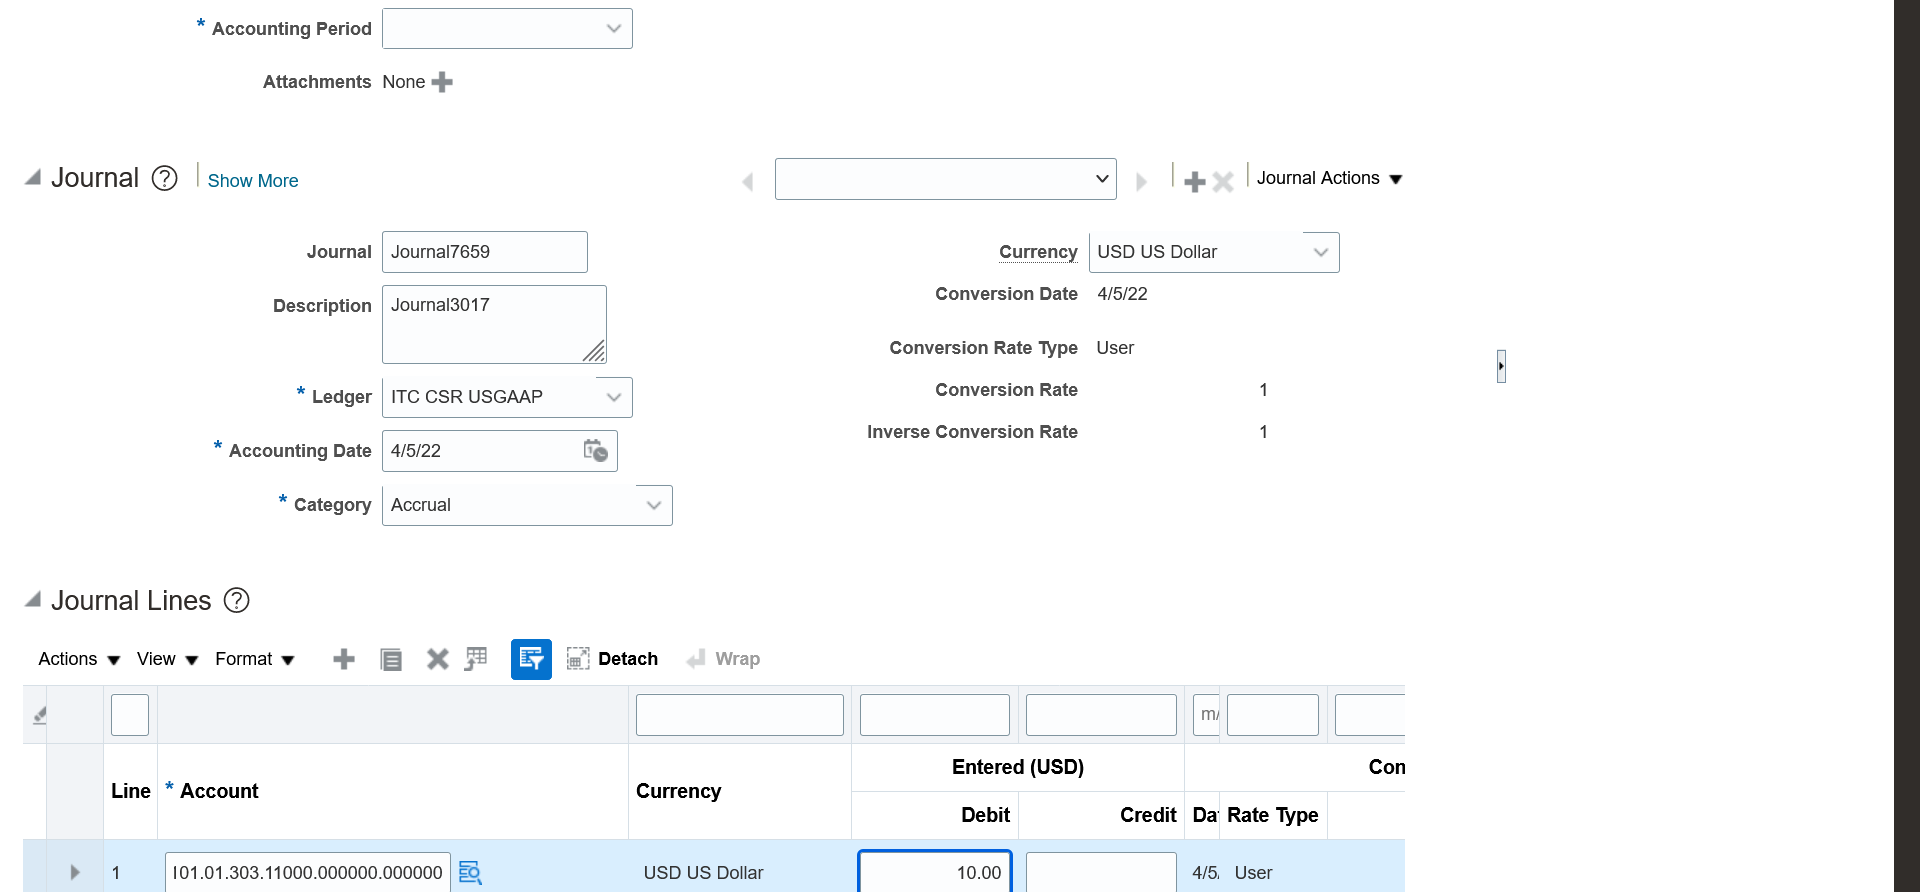 * Accounting Period
Attachments None
Journal ? Show More Journal Actions
Journal Journal7659 Currency USD US Dollar
Description Journal3017 Conversion Date 4/5/22
Conversion Rate Type User
* Ledger ITC CSR USGAAP Conversion Rate 1
Inverse Conversion Rate 1
* Accounting Date 4/5/22
* Category Accrual
Journal Lines ?
Actions View Format Detach Wrap
m/
Entered (USD) Con
Line * Account Currency
Debit Credit Da Rate Type
1 101.01.303.11000.000000.000000 USD US Dollar 10.00 4/5/ User